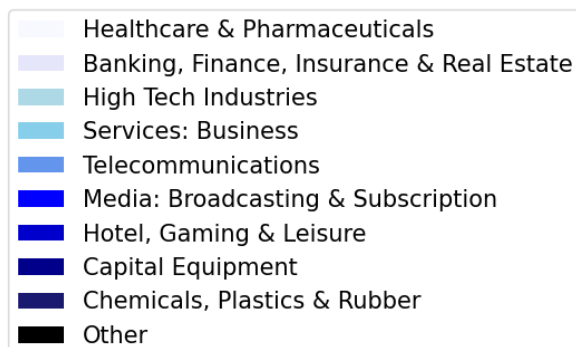 Healthcare & Pharmaceuticals
Banking, Finance, Insurance & Real Estate
High Tech Industries
Services: Business
Telecommunications
Media: Broadcasting & Subscription
Hotel, Gaming & Leisure
Capital Equipment
Chemicals, Plastics & Rubber
Other